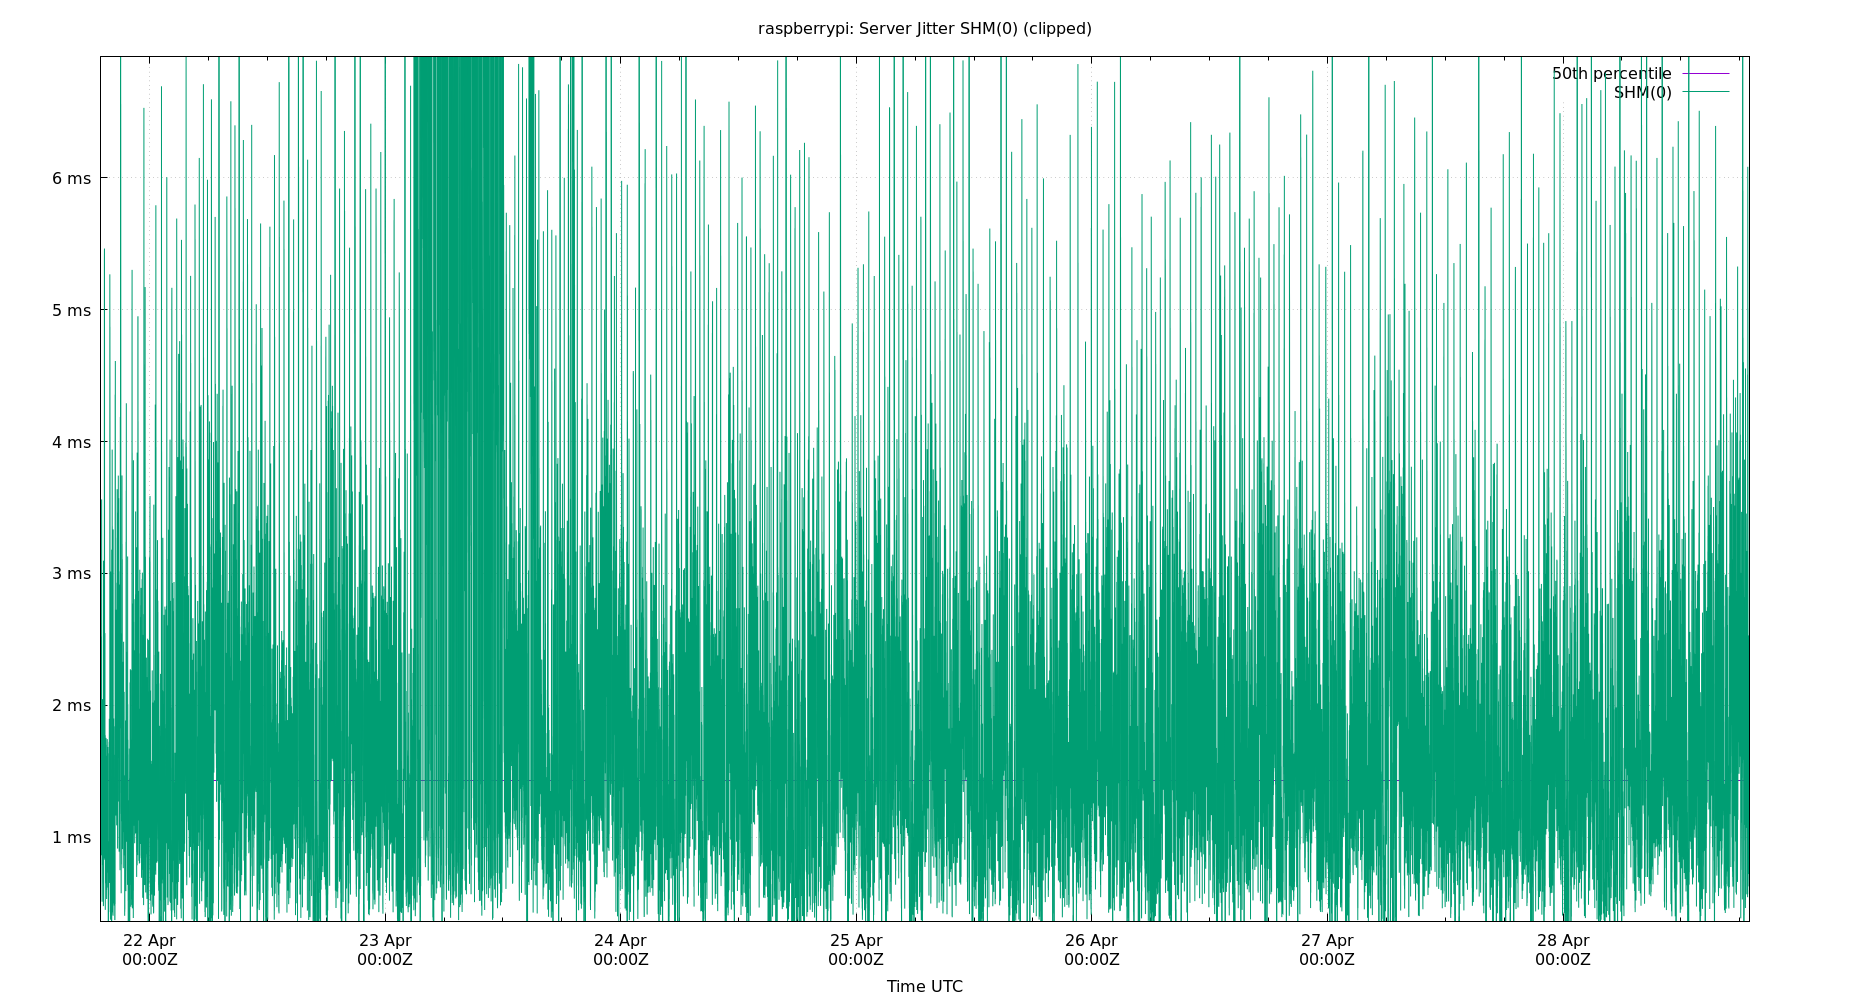 raspberrypi: Server Jitter SHM(0) (clipped)
50th percentile
SHM(0)
6 ms
5 ms
4 ms
3 ms
2 ms
1 ms
22 Apr 23 Apr 24 Apr 25 Apr 26 Apr 27 Apr 28 Apr
00:00Z 00:00Z 00:00Z 00:00Z 00:00Z 00:00Z 00:00Z
Time UTC